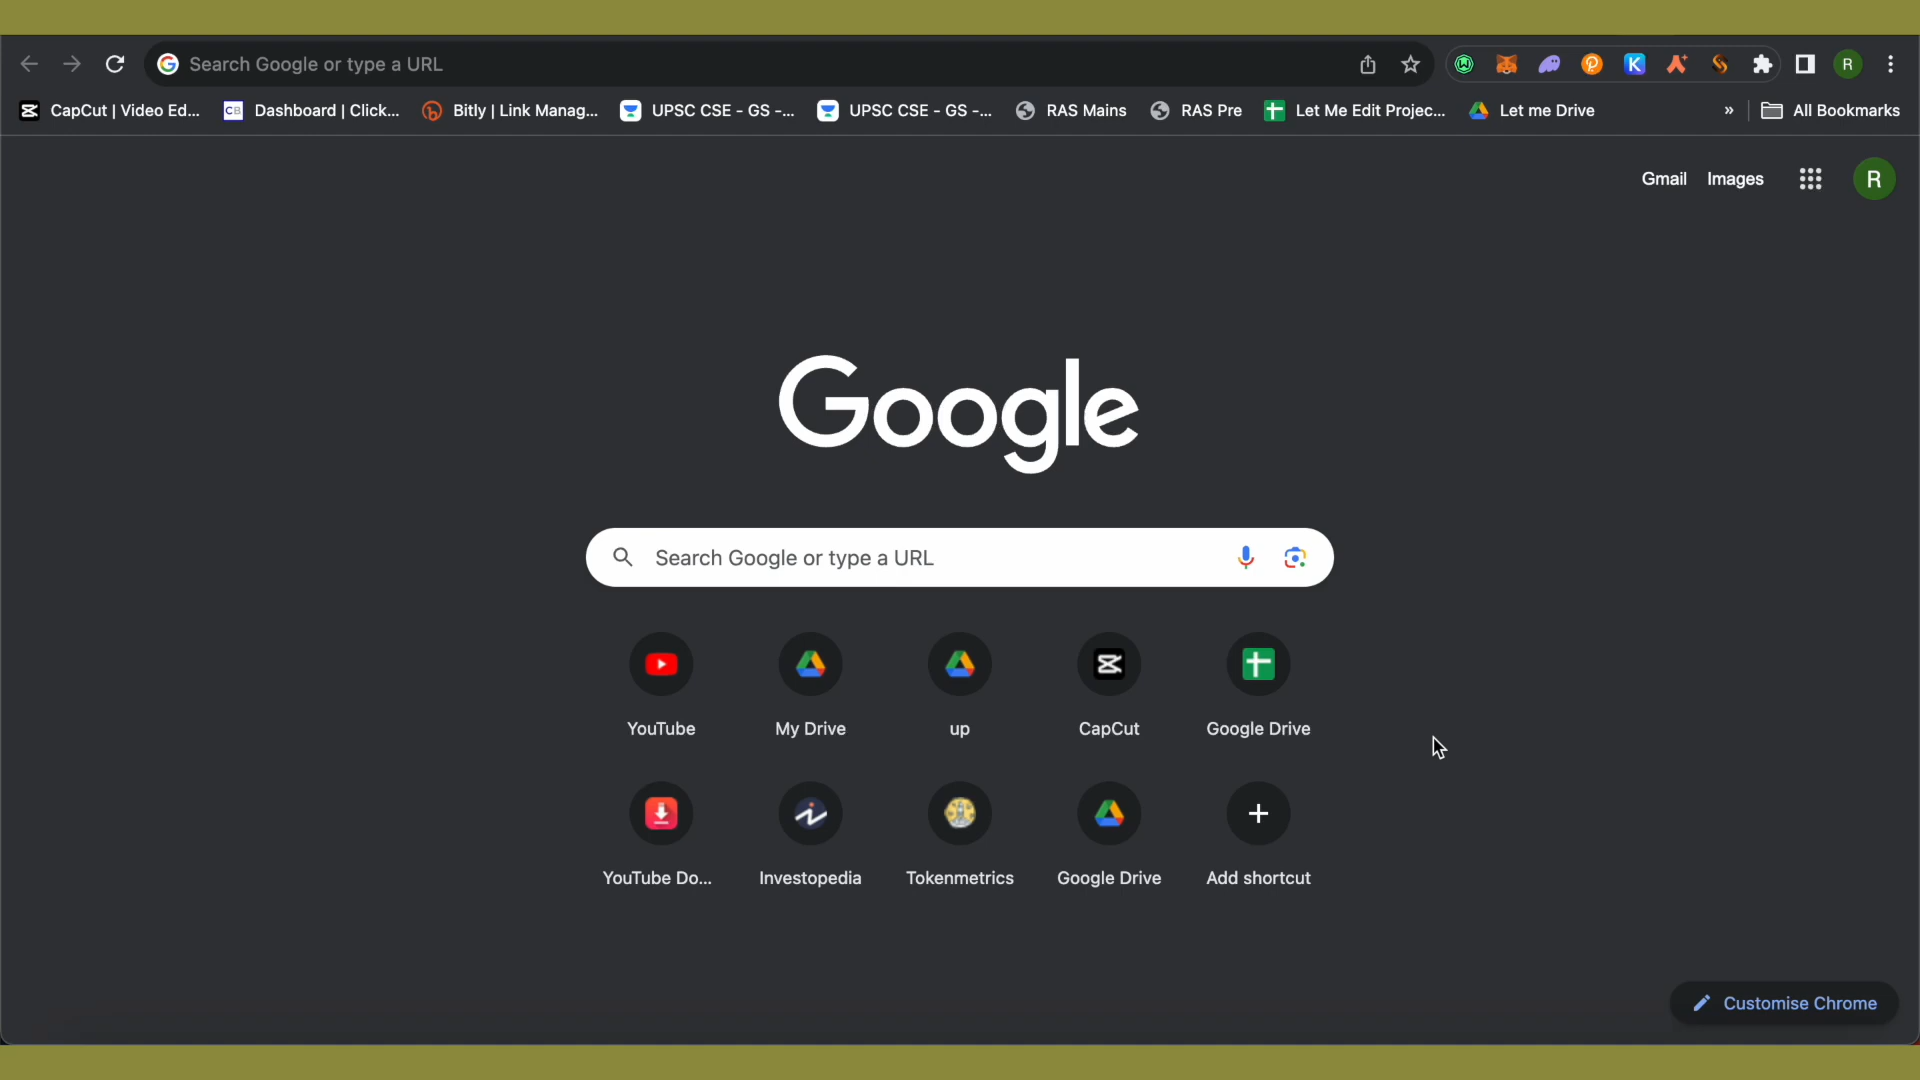 Search Google or type a URL
CapCut | Video Ed... Dashboard | Click... Bitly | Link Manag... UPSC CSE - GS -... UPSC CSE - GS -... RAS Mains RAS Pre Let Me Edit Projec... Let me Drive » All Bookmarks
Gmail Images R
Google
Search Google or type a URL
YouTube My Drive up CapCut Google Drive
YouTube Do... Investopedia Tokenmetrics Google Drive Add shortcut
Customise Chrome